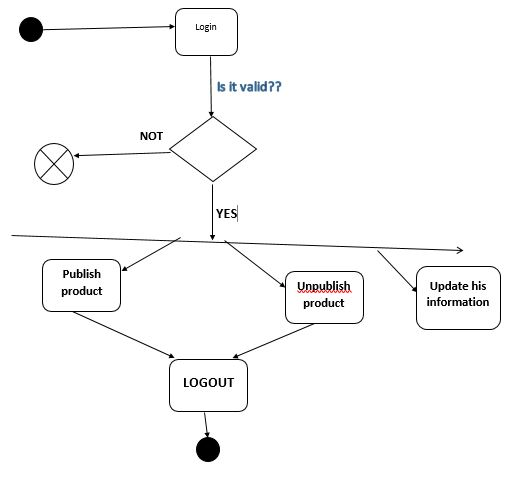 Login
Is it valid??
NOT
YES
Publish
product
Unpublish
product
Update his
information
LOGOUT